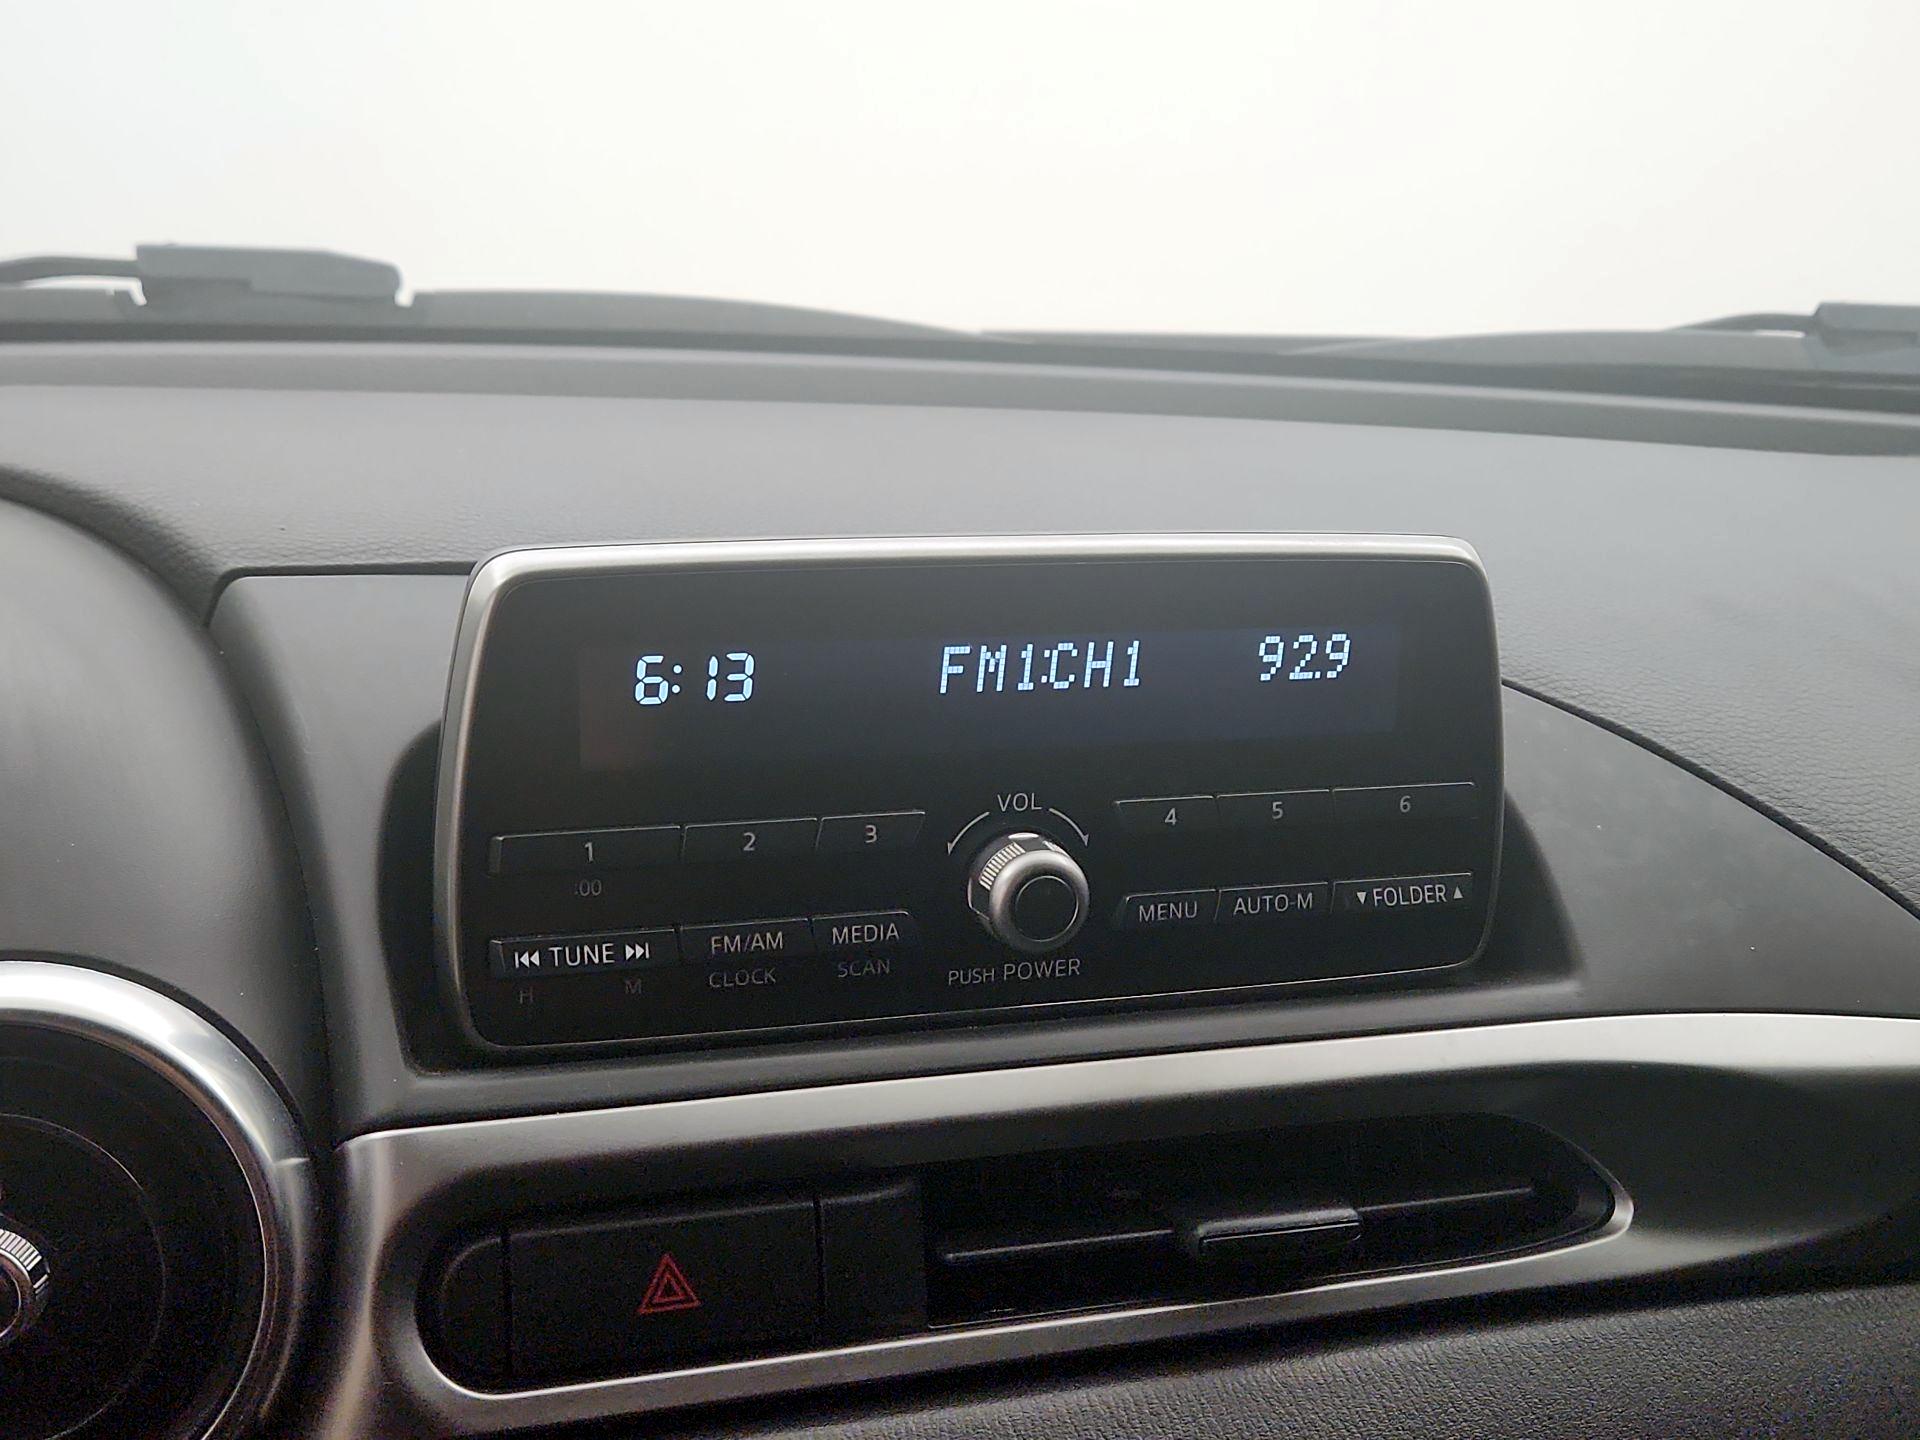 6:13 FM1:CH1 92.9
VOL
1 2 3 4 5 6
:00
TUNE FM/AM MEDIA MENU AUTO-M ▼ FOLDER ▲
H M CLOCK SCAN PUSH POWER